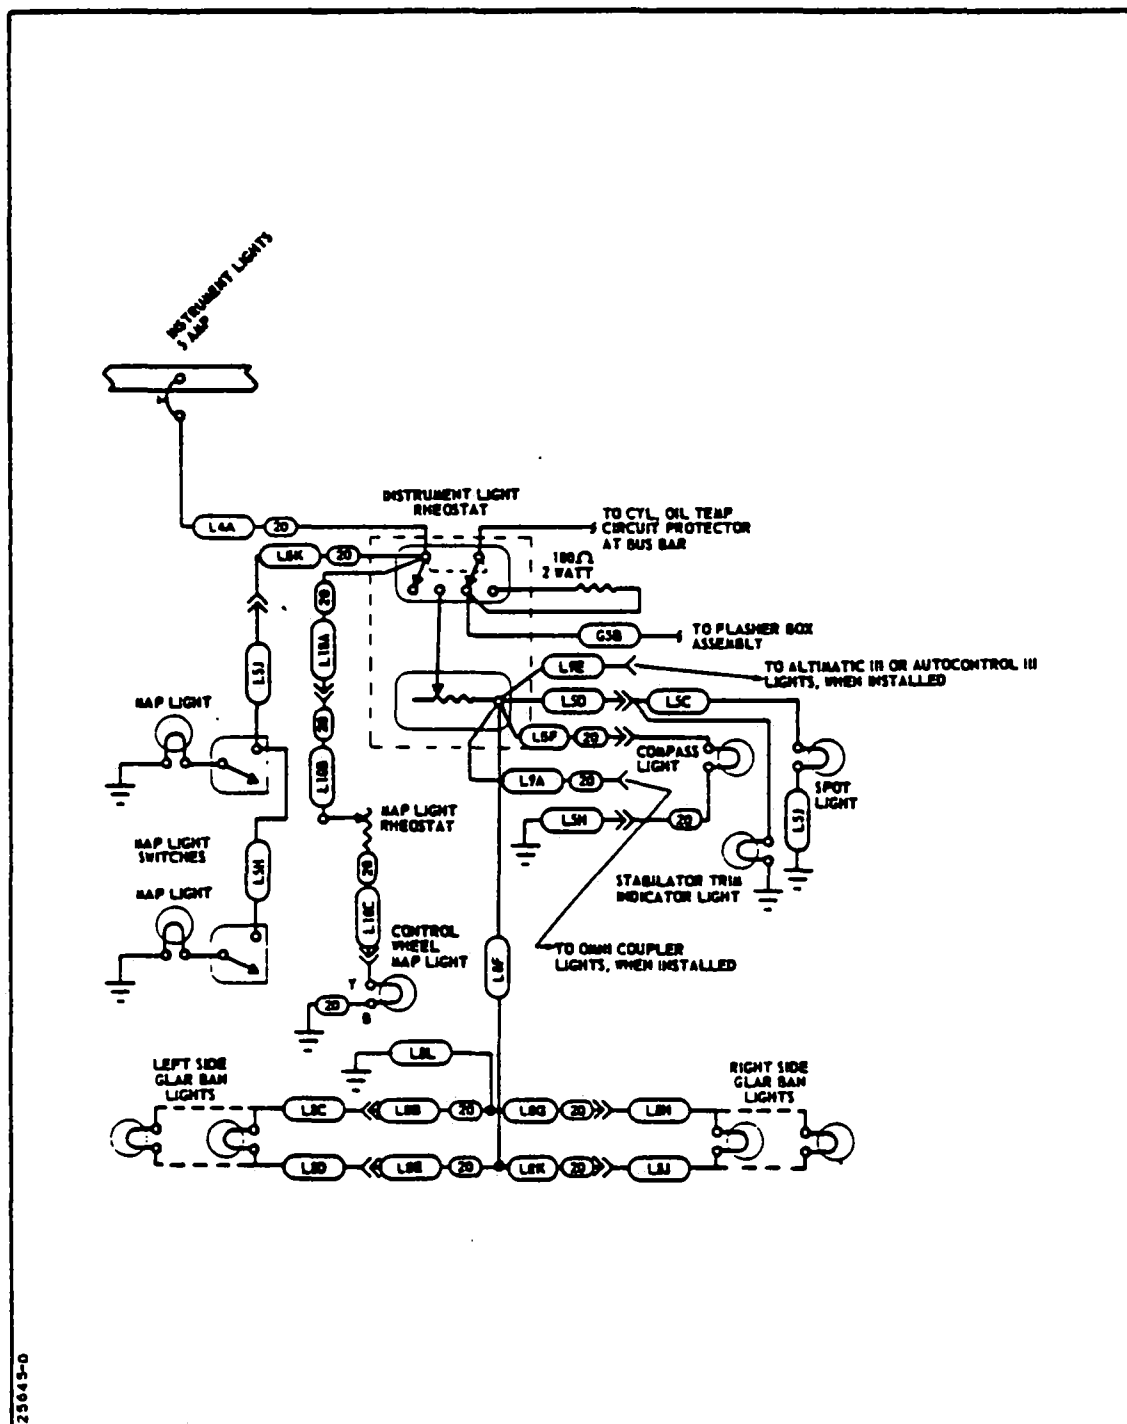 INSTRUMENT LIGHTS
5 AMP
INSTRUMENT LIGHT
RHEOSTAT
TO CYL, OIL TEMP
CIRCUIT PROTECTOR
AT BUS BAR
L4A
20
L5K
20
180Ω
2 WATT
20
L10A
G3B
TO FLASHER BOX
ASSEMBLY
L5J
L9E
TO ALTIMATIC III OR AUTOCONTROL III
LIGHTS, WHEN INSTALLED
MAP LIGHT
L5D
L5C
20
L5F
20
COMPASS
LIGHT
L10B
L9A
20
SPOT
LIGHT
MAP LIGHT
RHEOSTAT
L5H
20
L5J
MAP LIGHT
SWITCHES
L5H
20
MAP LIGHT
STABILATOR TRIM
INDICATOR LIGHT
L10C
CONTROL
WHEEL
MAP LIGHT
TO OMNI COUPLER
LIGHTS, WHEN INSTALLED
L8F
Y
20
B
L8L
LEFT SIDE
GLAR BAN
LIGHTS
RIGHT SIDE
GLAR BAN
LIGHTS
L8C
L8B
20
L8G
20
L8H
L8D
L8E
20
L8K
20
L8J
25645-D